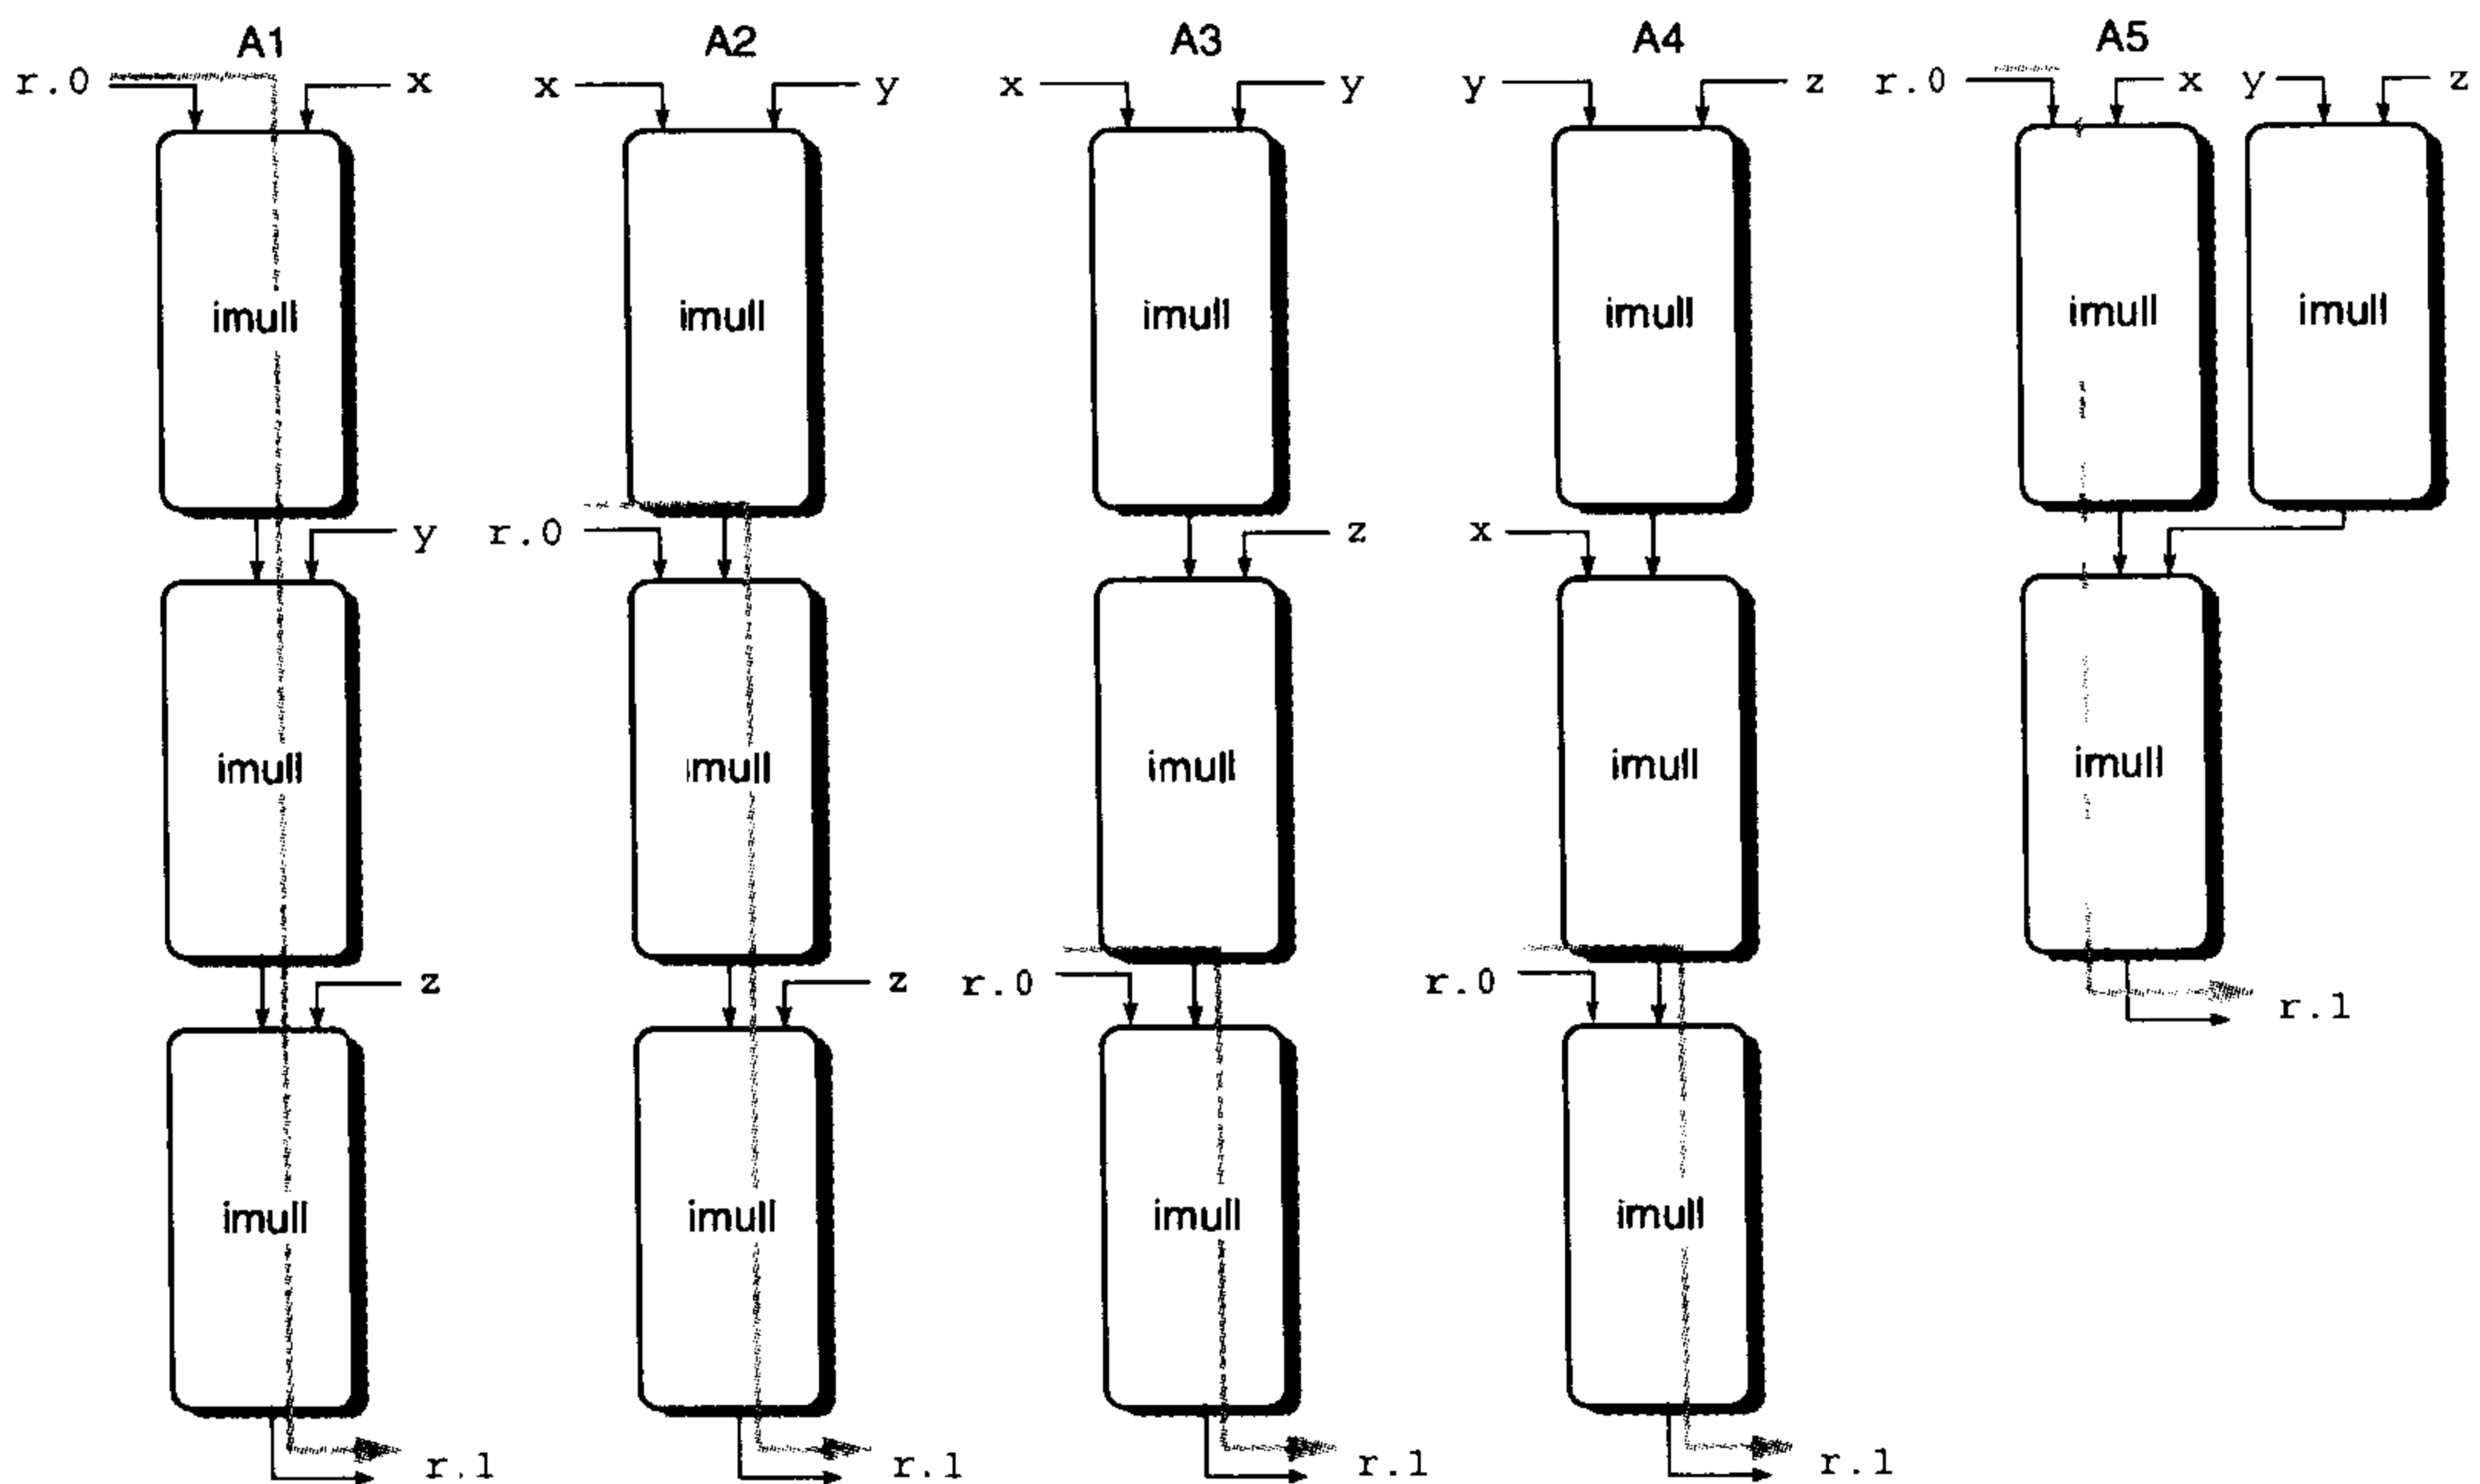 A1 A2 A3 A4 A5
r.0 x x y x y y z r.0 x y z
imull imull imull imull imull imull
y r.0 z x
imull imull imull imull imull
z r.0 z r.0 r.0 r.1
imull imull imull imull
r.1 r.1 r.1 r.1